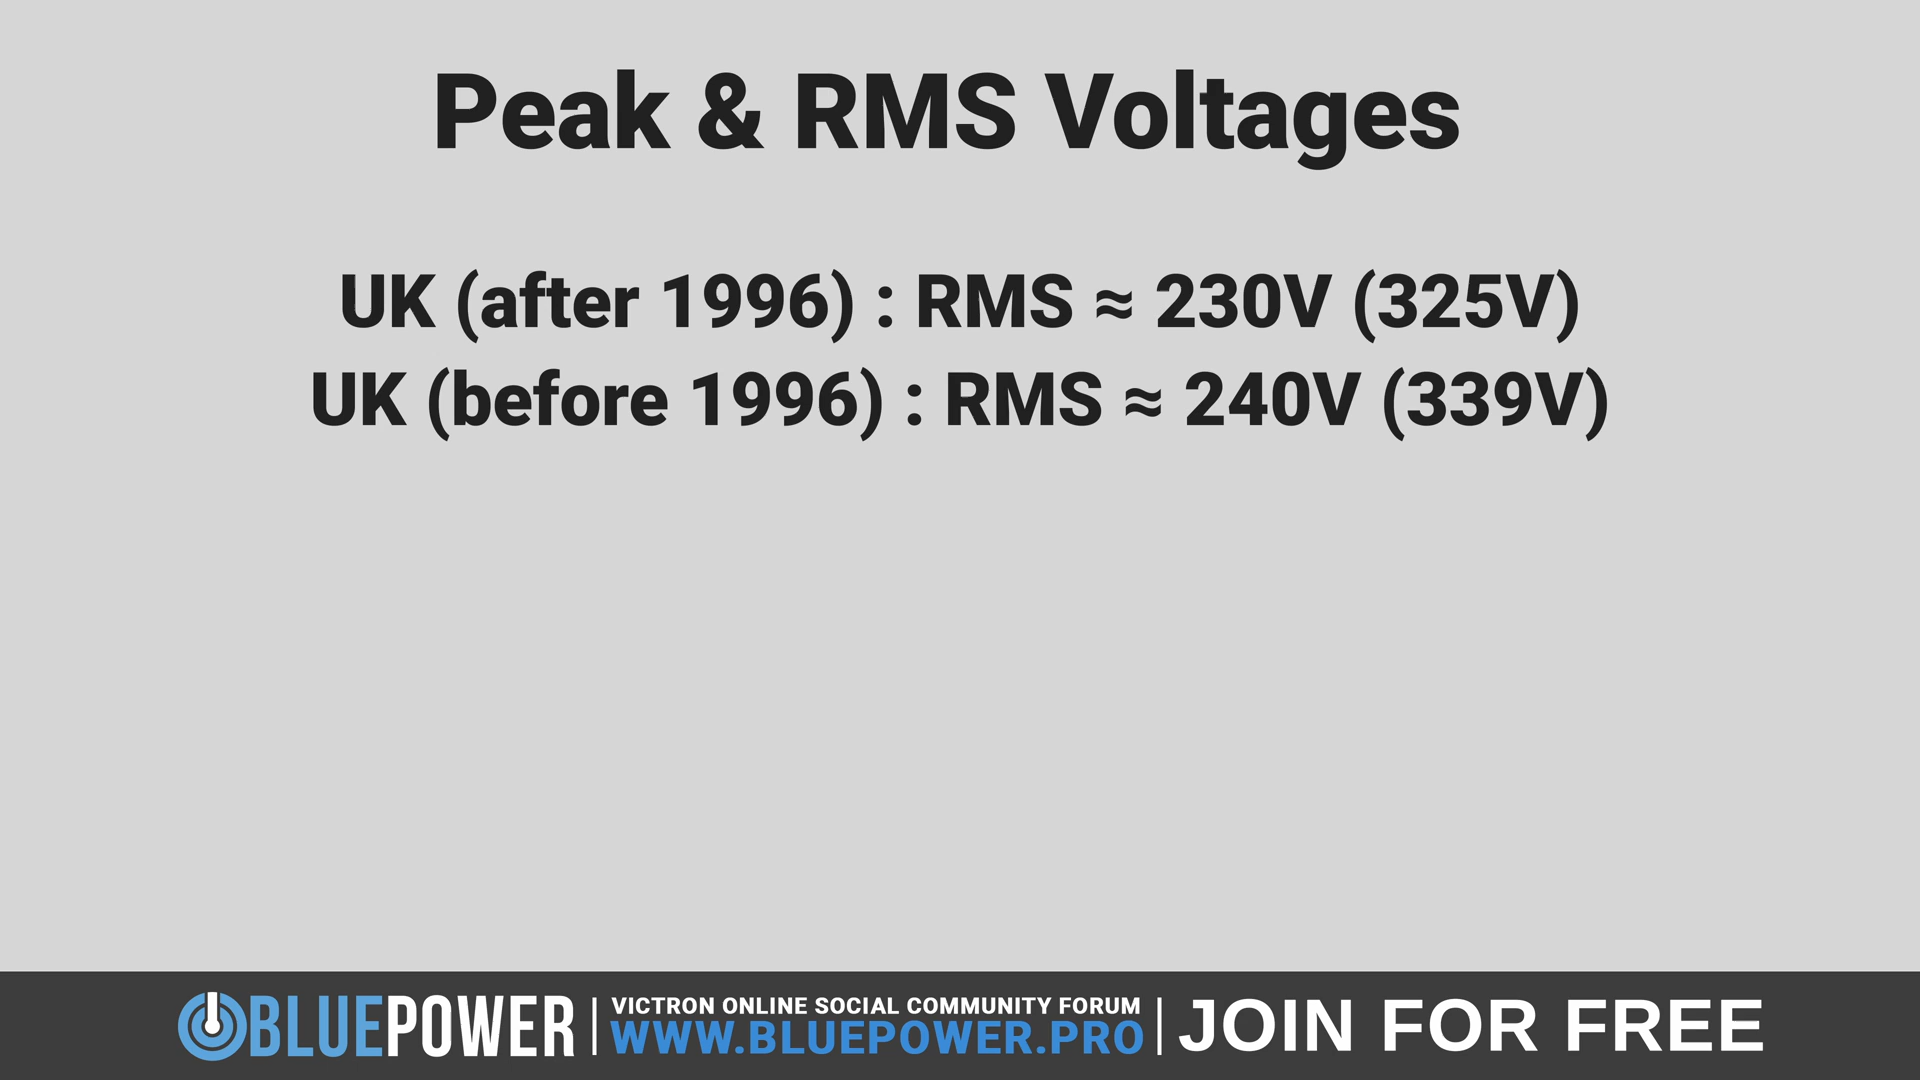 Peak & RMS Voltages
UK (after 1996) : RMS ≈ 230V (325V)
UK (before 1996) : RMS ≈ 240V (339V)
BLUEPOWER
VICTRON ONLINE SOCIAL COMMUNITY FORUM
WWW.BLUEPOWER.PRO
JOIN FOR FREE